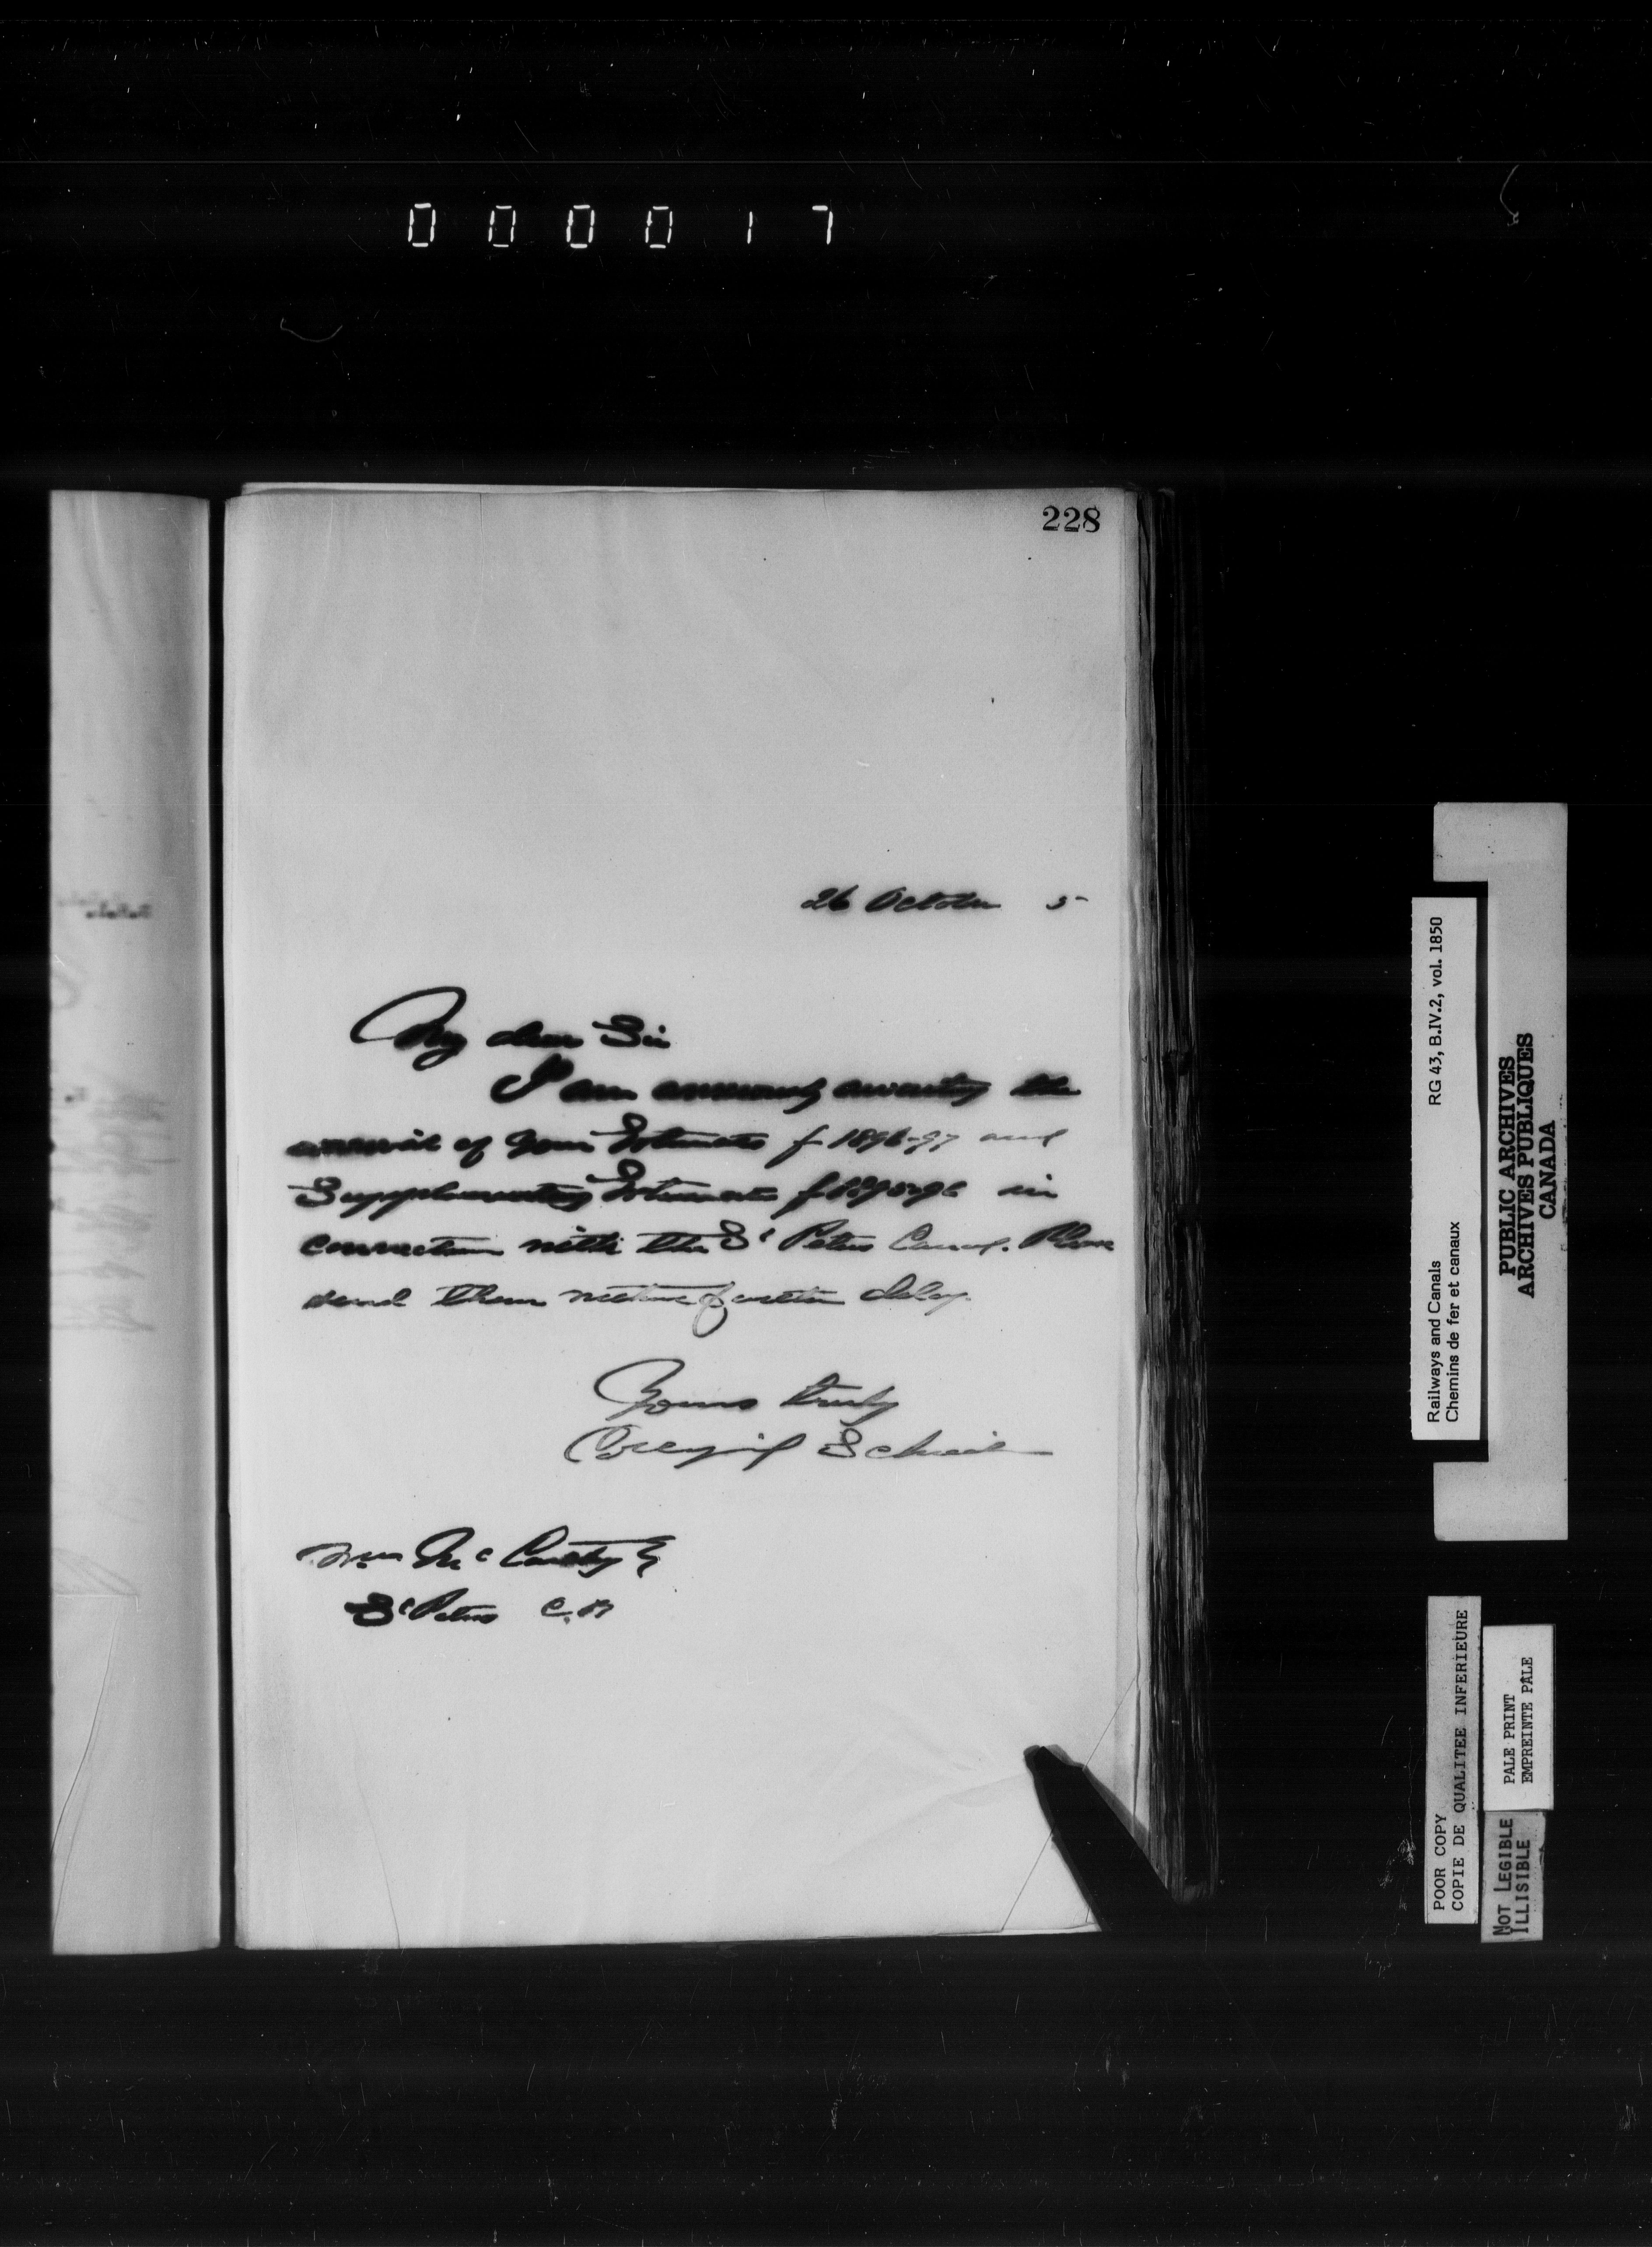 000017
228
26 October 5
My dear Sir
I am anxiously awaiting the
arrival of your Estimates for 1896-97 and
Supplementary Estimates for 1895-96 in
connection with the St Peters Canal. Please
send them without further delay.
Yours truly
Collingwood Schreiber
Wm McCarthy E
St Peters C.B
Railways and Canals RG 43, B.IV.2, vol. 1850
Chemins de fer et canaux
PUBLIC ARCHIVES
ARCHIVES PUBLIQUES
CANADA
POOR COPY
COPIE DE QUALITEE INFERIEURE
PALE PRINT
EMPREINTE PALE
NOT LEGIBLE
ILLISIBLE